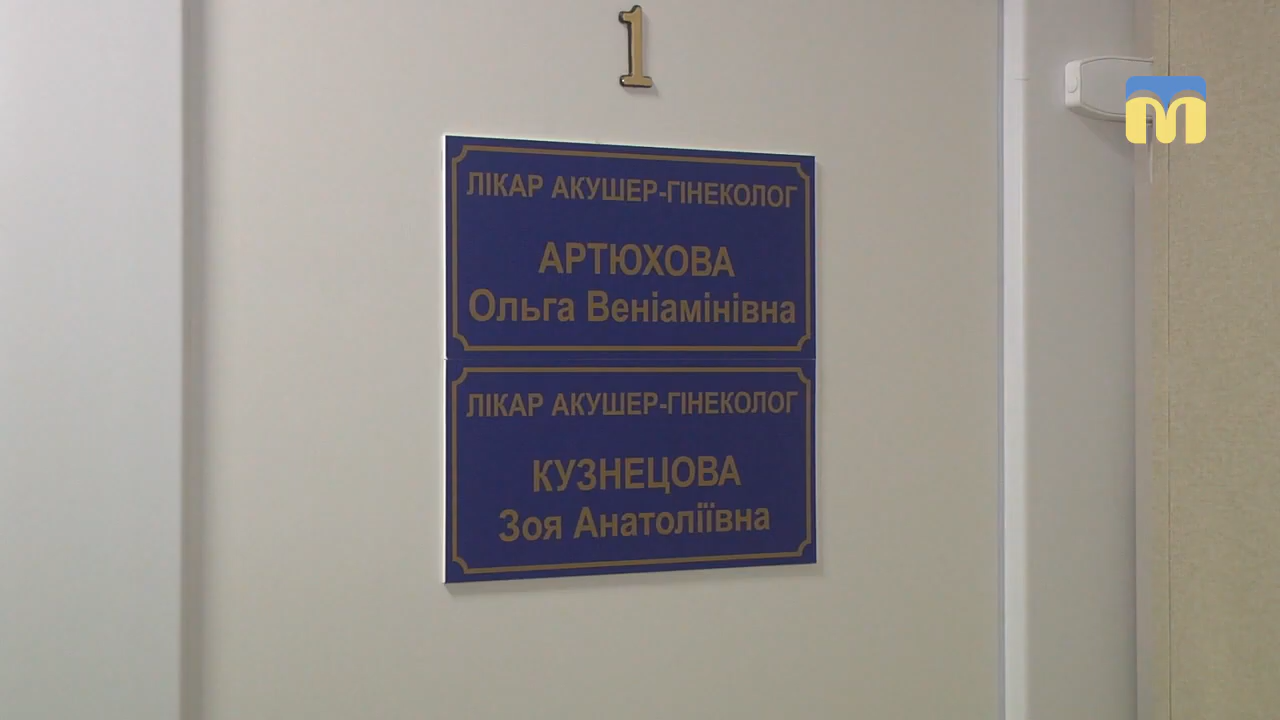 1
ЛІКАР АКУШЕР-ГІНЕКОЛОГ
АРТЮХОВА
Ольга Веніамінівна
ЛІКАР АКУШЕР-ГІНЕКОЛОГ
КУЗНЕЦОВА
Зоя Анатоліївна